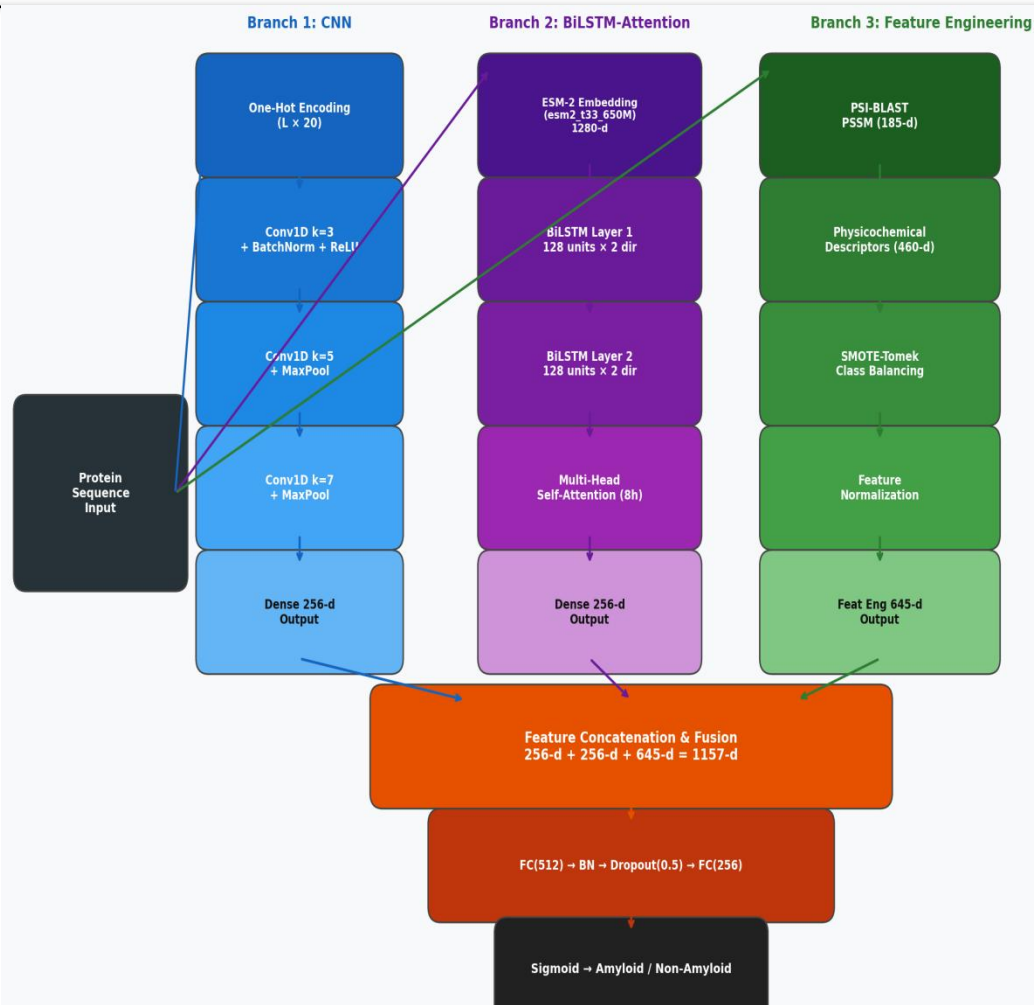 Branch 1: CNN
One-Hot Encoding
(L × 20)
Conv1D k=3
+ BatchNorm + ReLU
Conv1D k=5
+ MaxPool
Conv1D k=7
+ MaxPool
Dense 256-d
Output
Branch 2: BiLSTM-Attention
ESM-2 Embedding
(esm2_t33_650M)
1280-d
BiLSTM Layer 1
128 units × 2 dir
BiLSTM Layer 2
128 units × 2 dir
Multi-Head
Self-Attention (8h)
Dense 256-d
Output
Branch 3: Feature Engineering
PSI-BLAST
PSSM (185-d)
Physicochemical
Descriptors (460-d)
SMOTE-Tomek
Class Balancing
Feature
Normalization
Feat Eng 645-d
Output
Protein
Sequence
Input
Feature Concatenation & Fusion
256-d + 256-d + 645-d = 1157-d
FC(512) → BN → Dropout(0.5) → FC(256)
Sigmoid → Amyloid / Non-Amyloid